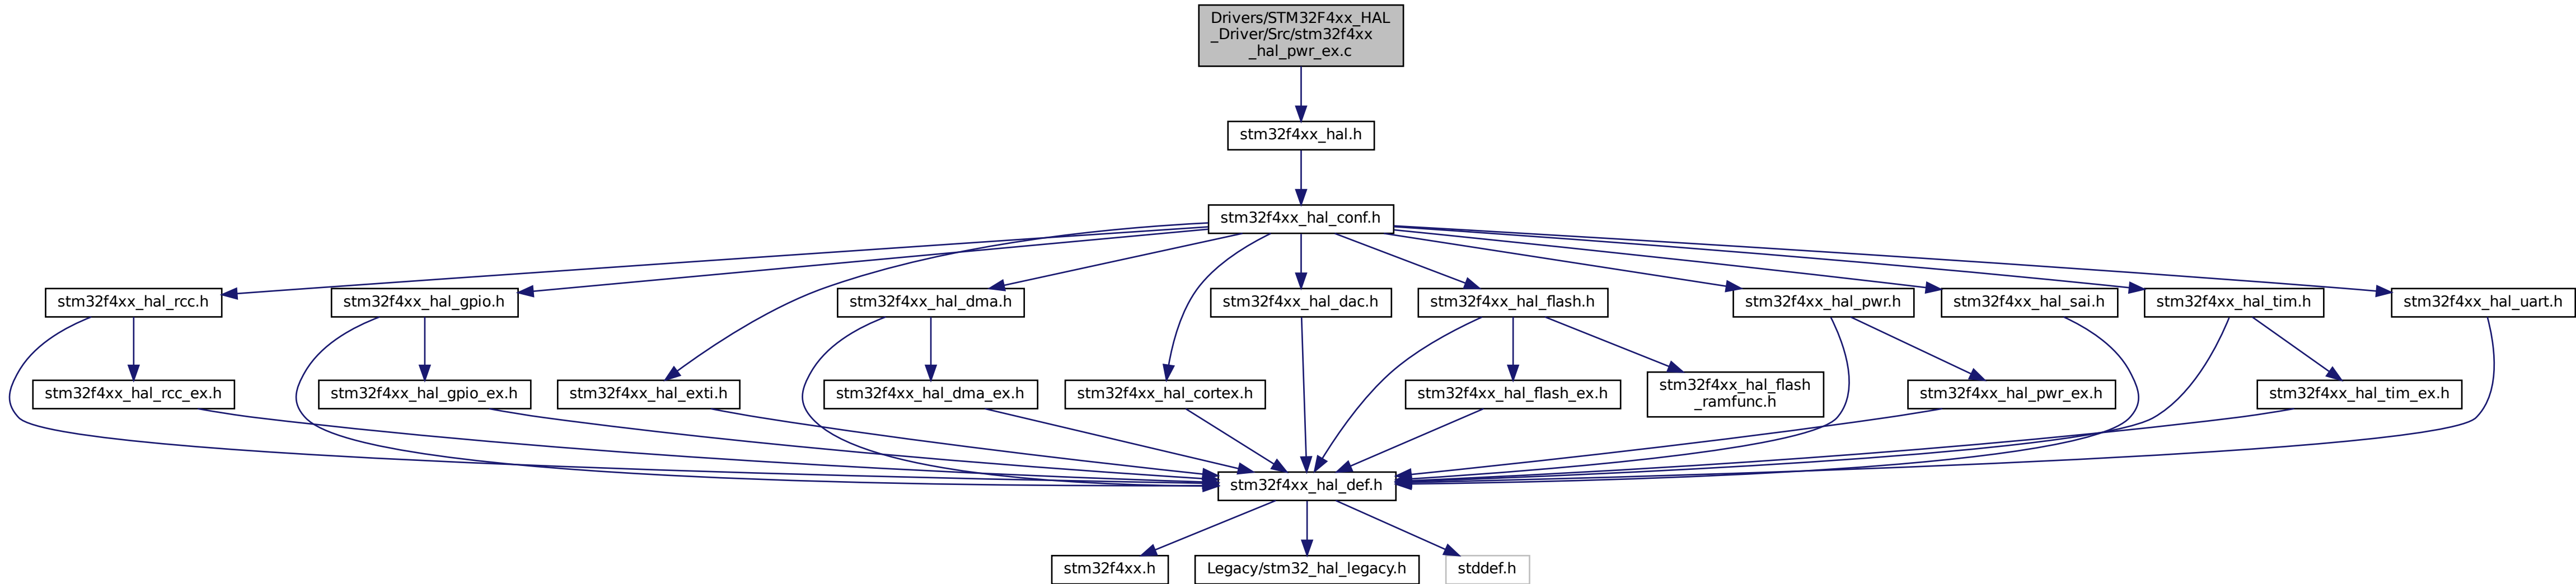 Drivers/STM32F4xx_HAL
_Driver/Src/stm32f4xx
_hal_pwr_ex.c
stm32f4xx_hal.h
stm32f4xx_hal_conf.h
stm32f4xx_hal_rcc.h
stm32f4xx_hal_gpio.h
stm32f4xx_hal_dma.h
stm32f4xx_hal_dac.h
stm32f4xx_hal_flash.h
stm32f4xx_hal_pwr.h
stm32f4xx_hal_sai.h
stm32f4xx_hal_tim.h
stm32f4xx_hal_uart.h
stm32f4xx_hal_rcc_ex.h
stm32f4xx_hal_gpio_ex.h
stm32f4xx_hal_exti.h
stm32f4xx_hal_dma_ex.h
stm32f4xx_hal_cortex.h
stm32f4xx_hal_flash_ex.h
stm32f4xx_hal_flash
_ramfunc.h
stm32f4xx_hal_pwr_ex.h
stm32f4xx_hal_tim_ex.h
stm32f4xx_hal_def.h
stm32f4xx.h
Legacy/stm32_hal_legacy.h
stddef.h